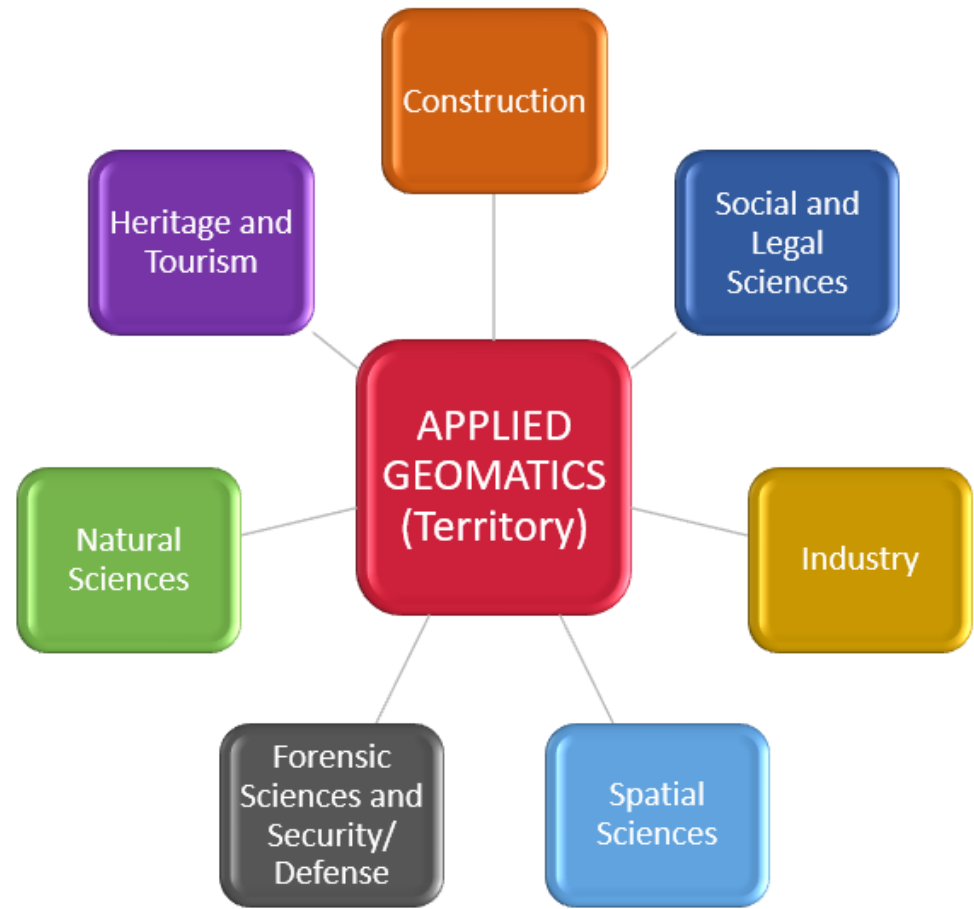 Construction
Heritage and
Tourism
Social and
Legal
Sciences
APPLIED
GEOMATICS
(Territory)
Natural
Sciences
Industry
Forensic
Sciences and
Security/
Defense
Spatial
Sciences